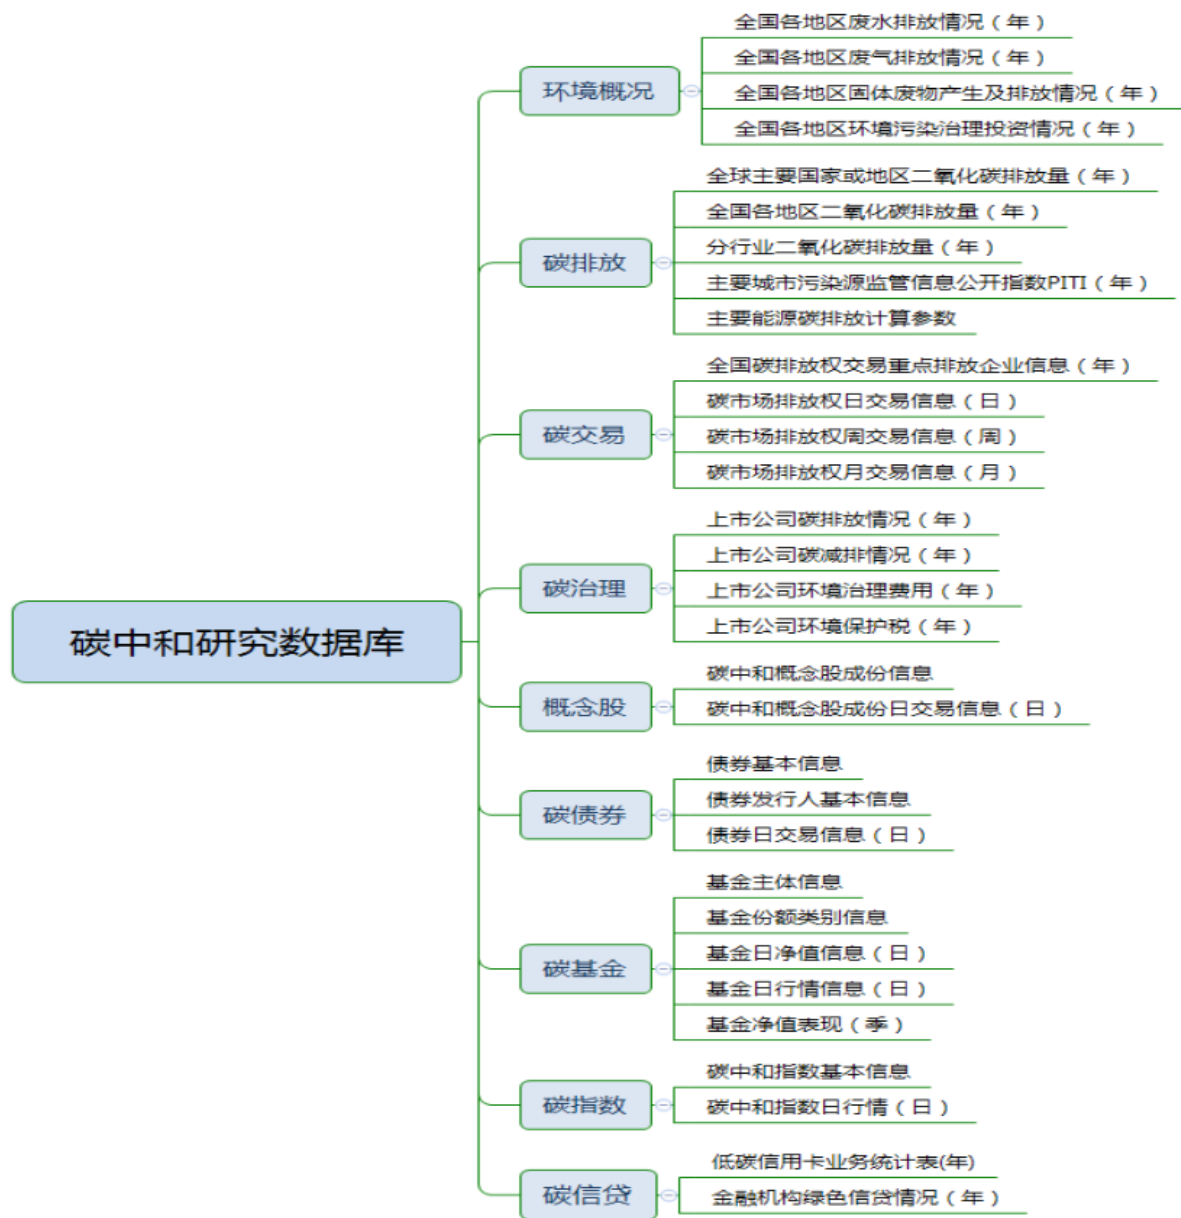 碳中和研究数据库
环境概况
全国各地区废水排放情况（年）
全国各地区废气排放情况（年）
全国各地区固体废物产生及排放情况（年）
全国各地区环境污染治理投资情况（年）
碳排放
全球主要国家或地区二氧化碳排放量（年）
全国各地区二氧化碳排放量（年）
分行业二氧化碳排放量（年）
主要城市污染源监管信息公开指数PITI（年）
主要能源碳排放计算参数
碳交易
全国碳排放权交易重点排放企业信息（年）
碳市场排放权日交易信息（日）
碳市场排放权周交易信息（周）
碳市场排放权月交易信息（月）
碳治理
上市公司碳排放情况（年）
上市公司碳减排情况（年）
上市公司环境治理费用（年）
上市公司环境保护税（年）
概念股
碳中和概念股成份信息
碳中和概念股成份日交易信息（日）
碳债券
债券基本信息
债券发行人基本信息
债券日交易信息（日）
碳基金
基金主体信息
基金份额类别信息
基金日净值信息（日）
基金日行情信息（日）
基金净值表现（季）
碳指数
碳中和指数基本信息
碳中和指数日行情（日）
碳信贷
低碳信用卡业务统计表(年)
金融机构绿色信贷情况（年）